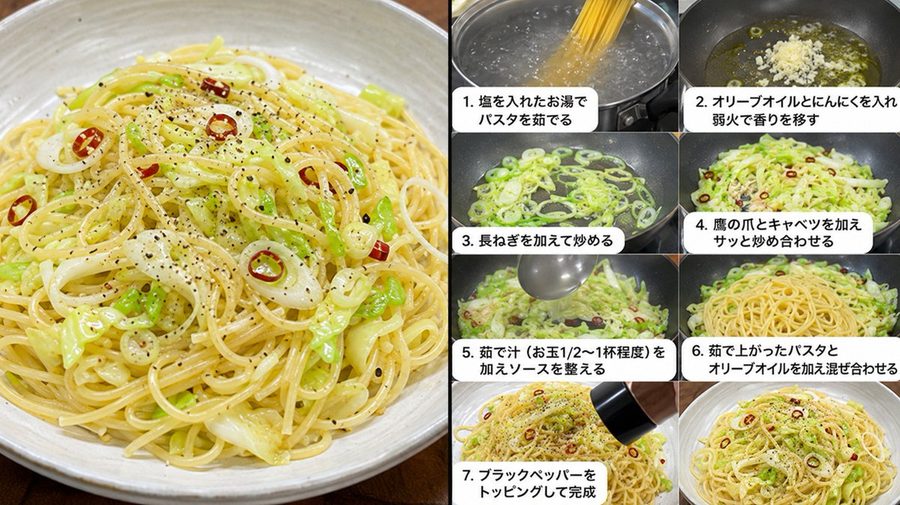 1. 塩を入れたお湯で
パスタを茹でる
2. オリーブオイルとにんにくを入れ
弱火で香りを移す
3. 長ねぎを加えて炒める
4. 鷹の爪とキャベツを加え
サッと炒め合わせる
5. 茹で汁（お玉1/2〜1杯程度）を
加えソースを整える
6. 茹で上がったパスタと
オリーブオイルを加え混ぜ合わせる
7. ブラックペッパーを
トッピングして完成